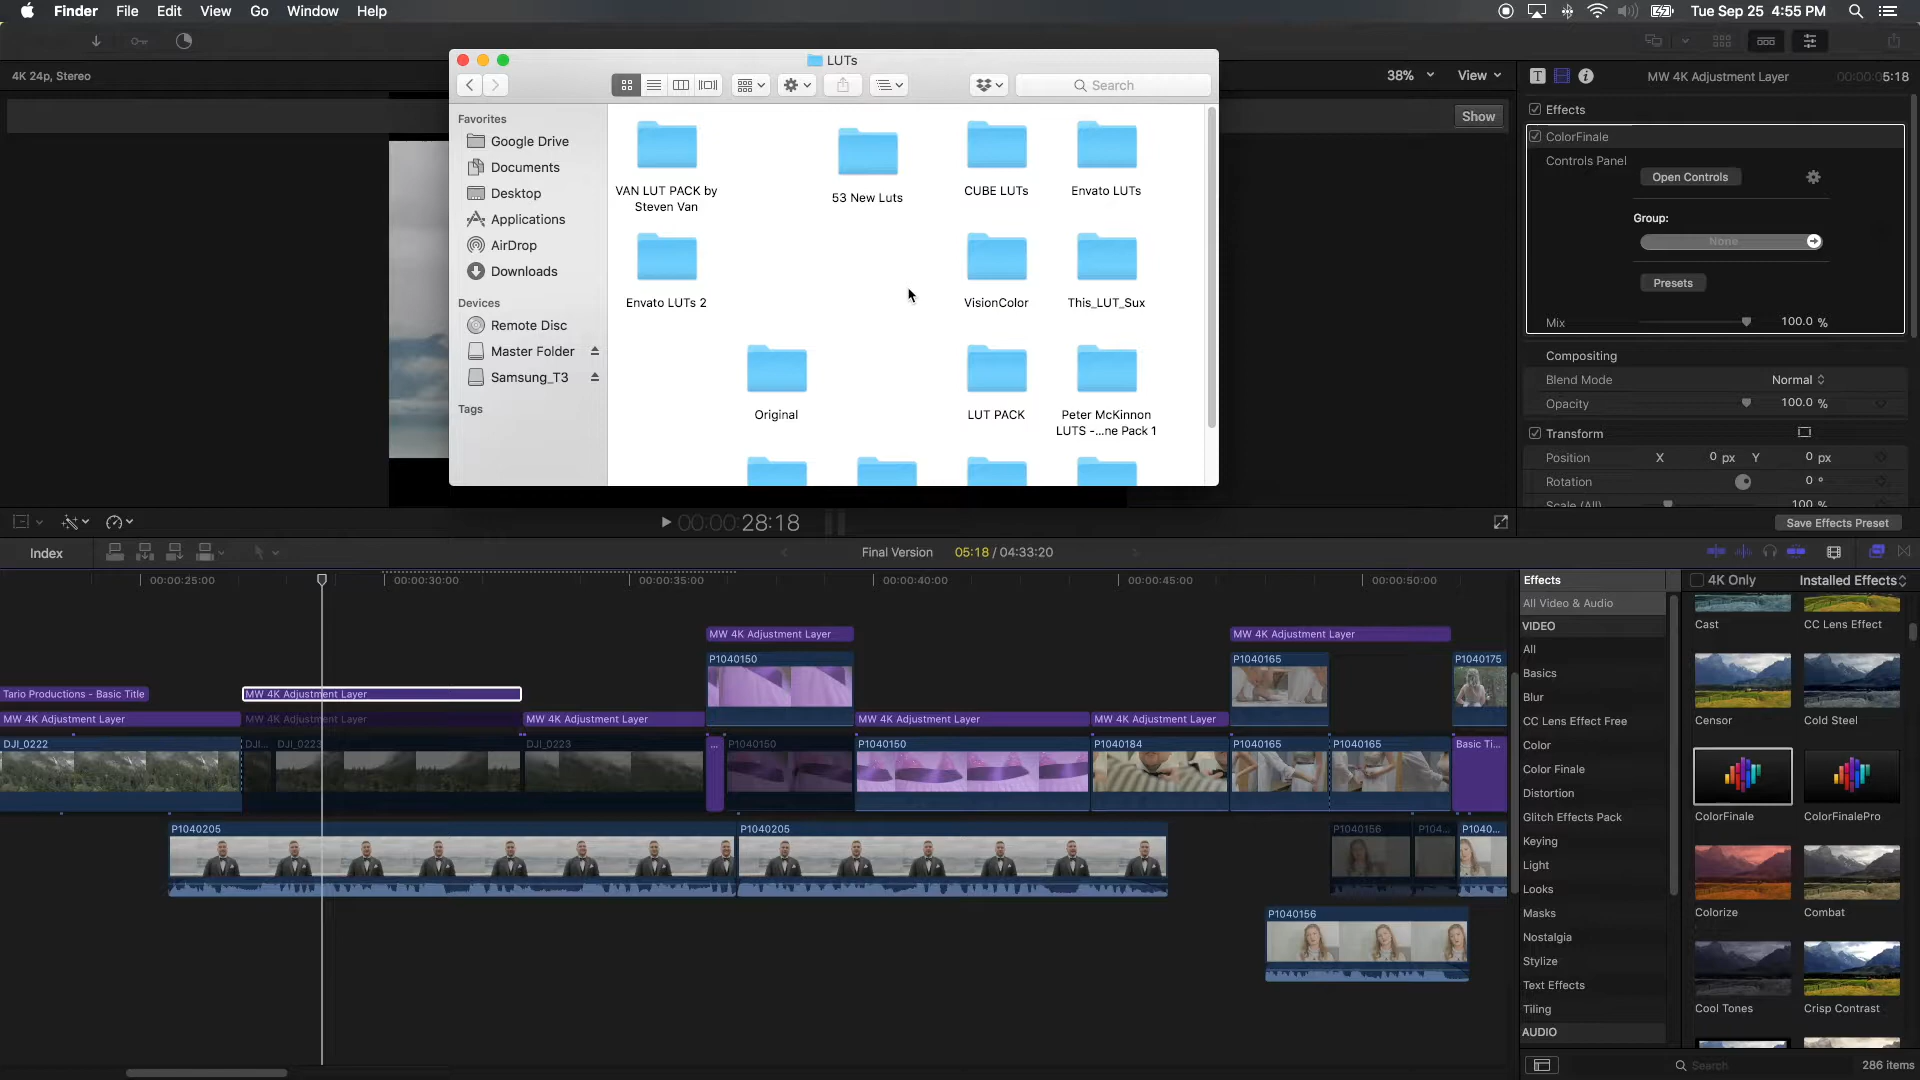 Finder File Edit View Go Window Help
Tue Sep 25 4:55 PM
LUTs
4K 24p, Stereo
38% View
MW 4K Adjustment Layer
5:18
Search
Show
Favorites
Google Drive
Documents
Desktop
Applications
AirDrop
Downloads
Devices
Remote Disc
Master Folder
Samsung_T3
Tags
VAN LUT PACK by
Steven Van
53 New Luts
CUBE LUTs
Envato LUTs
Envato LUTs 2
VisionColor
This_LUT_Sux
Original
LUT PACK
Peter McKinnon
LUTS -...ne Pack 1
Effects
ColorFinale
Controls Panel
Open Controls
Group:
None
Presets
Mix 100.0 %
Compositing
Blend Mode Normal
Opacity 100.0 %
Transform
Position X 0 px Y 0 px
Rotation 0 °
Scale (All) 100 %
Save Effects Preset
00:00:28:18
Index
Final Version 05:18 / 04:33:20
00:00:25:00 00:00:30:00 00:00:35:00 00:00:40:00 00:00:45:00 00:00:50:00
MW 4K Adjustment Layer
MW 4K Adjustment Layer
P1040150
P1040165
P1040175
Tario Productions - Basic Title
MW 4K Adjustment Layer
MW 4K Adjustment Layer
MW 4K Adjustment Layer
MW 4K Adjustment Layer
MW 4K Adjustment Layer
MW 4K Adjustment Layer
DJI_0222
DJI...
DJI_0223
DJI_0223
...
P1040150
P1040150
P1040184
P1040165
P1040165
Basic Ti...
P1040205
P1040205
P1040156
P104...
P1040...
P1040156
Effects
All Video & Audio
VIDEO
All
Basics
Blur
CC Lens Effect Free
Color
Color Finale
Distortion
Glitch Effects Pack
Keying
Light
Looks
Masks
Nostalgia
Stylize
Text Effects
Tiling
AUDIO
4K Only
Installed Effects
Cast
CC Lens Effect
Censor
Cold Steel
ColorFinale
ColorFinalePro
Colorize
Combat
Cool Tones
Crisp Contrast
Search
286 items